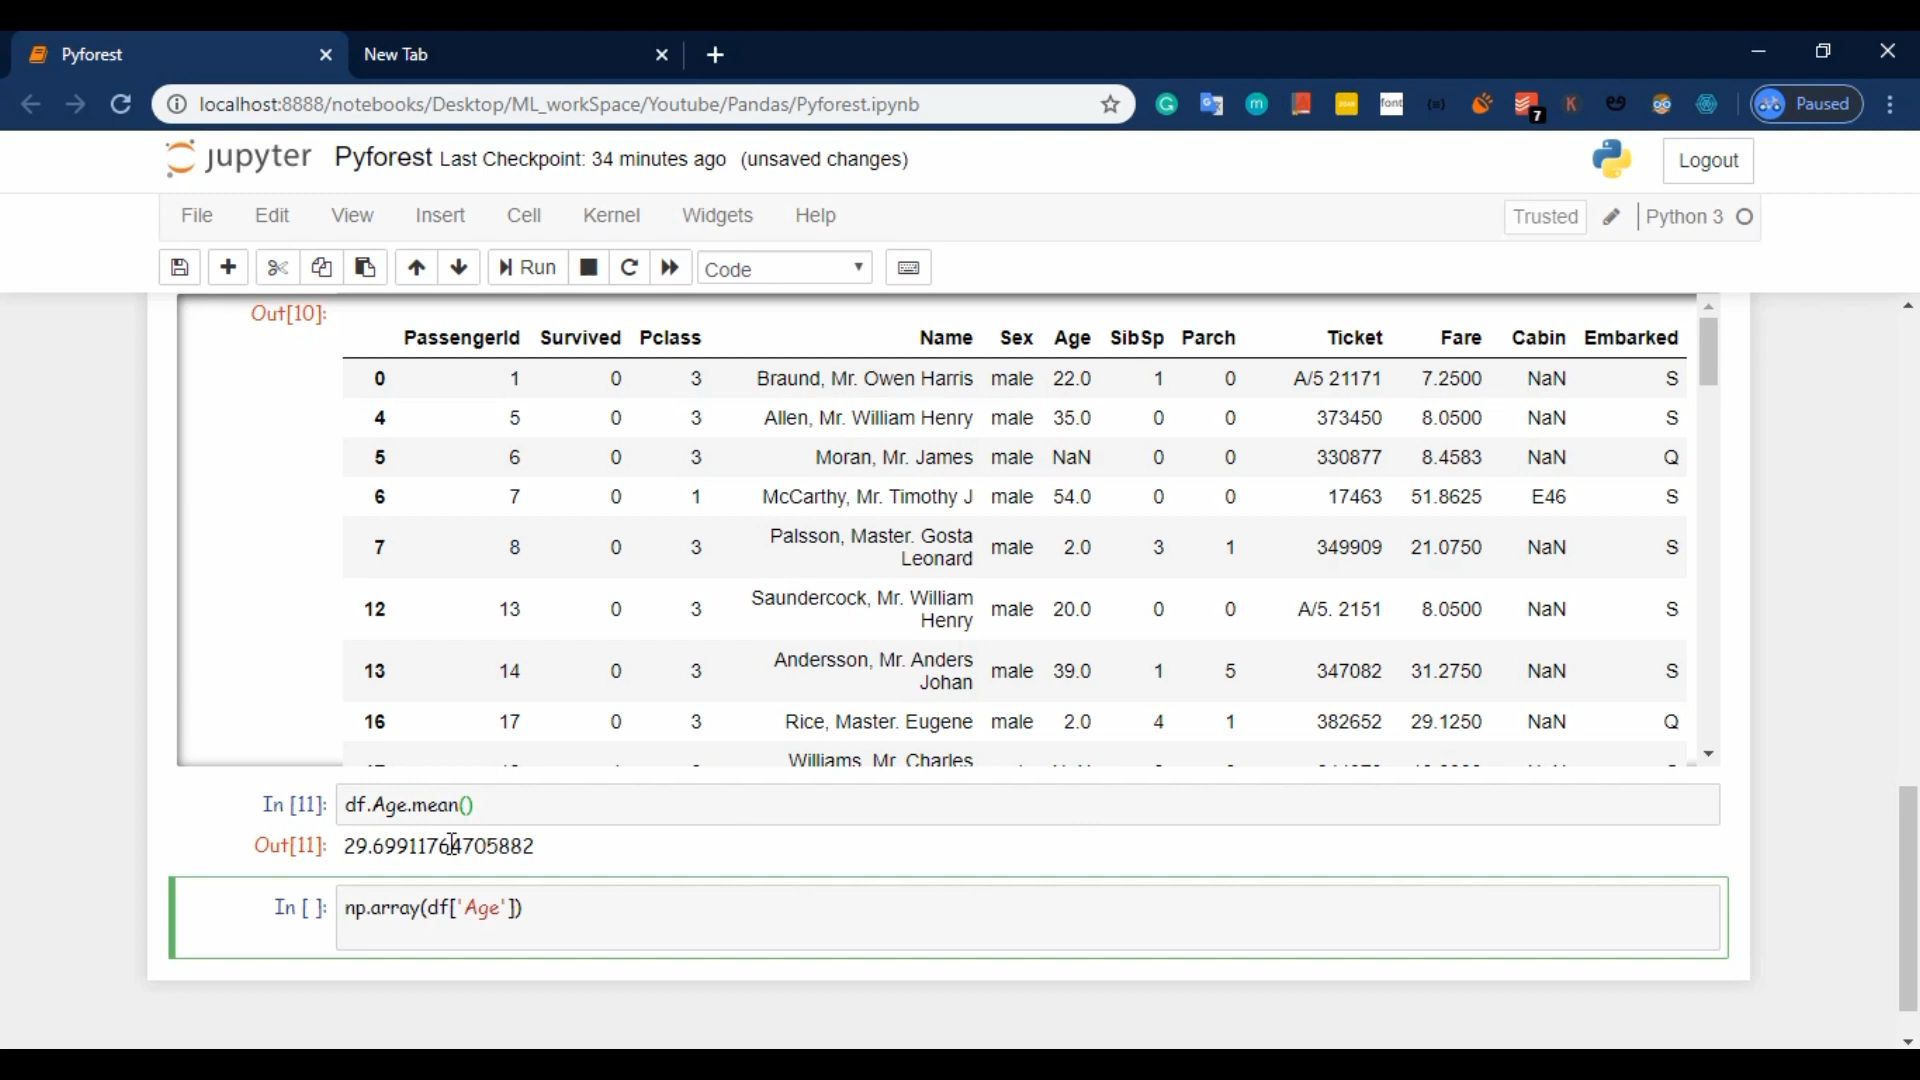 Pyforest
New Tab
localhost:8888/notebooks/Desktop/ML_workSpace/Youtube/Pandas/Pyforest.ipynb
font
7
K
Paused
jupyter Pyforest Last Checkpoint: 34 minutes ago (unsaved changes)
Logout
File Edit View Insert Cell Kernel Widgets Help
Trusted Python 3
Run Code
Out[10]:
PassengerId Survived Pclass Name Sex Age SibSp Parch Ticket Fare Cabin Embarked
0 1 0 3 Braund, Mr. Owen Harris male 22.0 1 0 A/5 21171 7.2500 NaN S
4 5 0 3 Allen, Mr. William Henry male 35.0 0 0 373450 8.0500 NaN S
5 6 0 3 Moran, Mr. James male NaN 0 0 330877 8.4583 NaN Q
6 7 0 1 McCarthy, Mr. Timothy J male 54.0 0 0 17463 51.8625 E46 S
7 8 0 3 Palsson, Master. Gosta
Leonard male 2.0 3 1 349909 21.0750 NaN S
12 13 0 3 Saundercock, Mr. William
Henry male 20.0 0 0 A/5. 2151 8.0500 NaN S
13 14 0 3 Andersson, Mr. Anders
Johan male 39.0 1 5 347082 31.2750 NaN S
16 17 0 3 Rice, Master. Eugene male 2.0 4 1 382652 29.1250 NaN Q
Williams, Mr. Charles
In [11]: df.Age.mean()
Out[11]: 29.69911764705882
In [ ]: np.array(df['Age'])